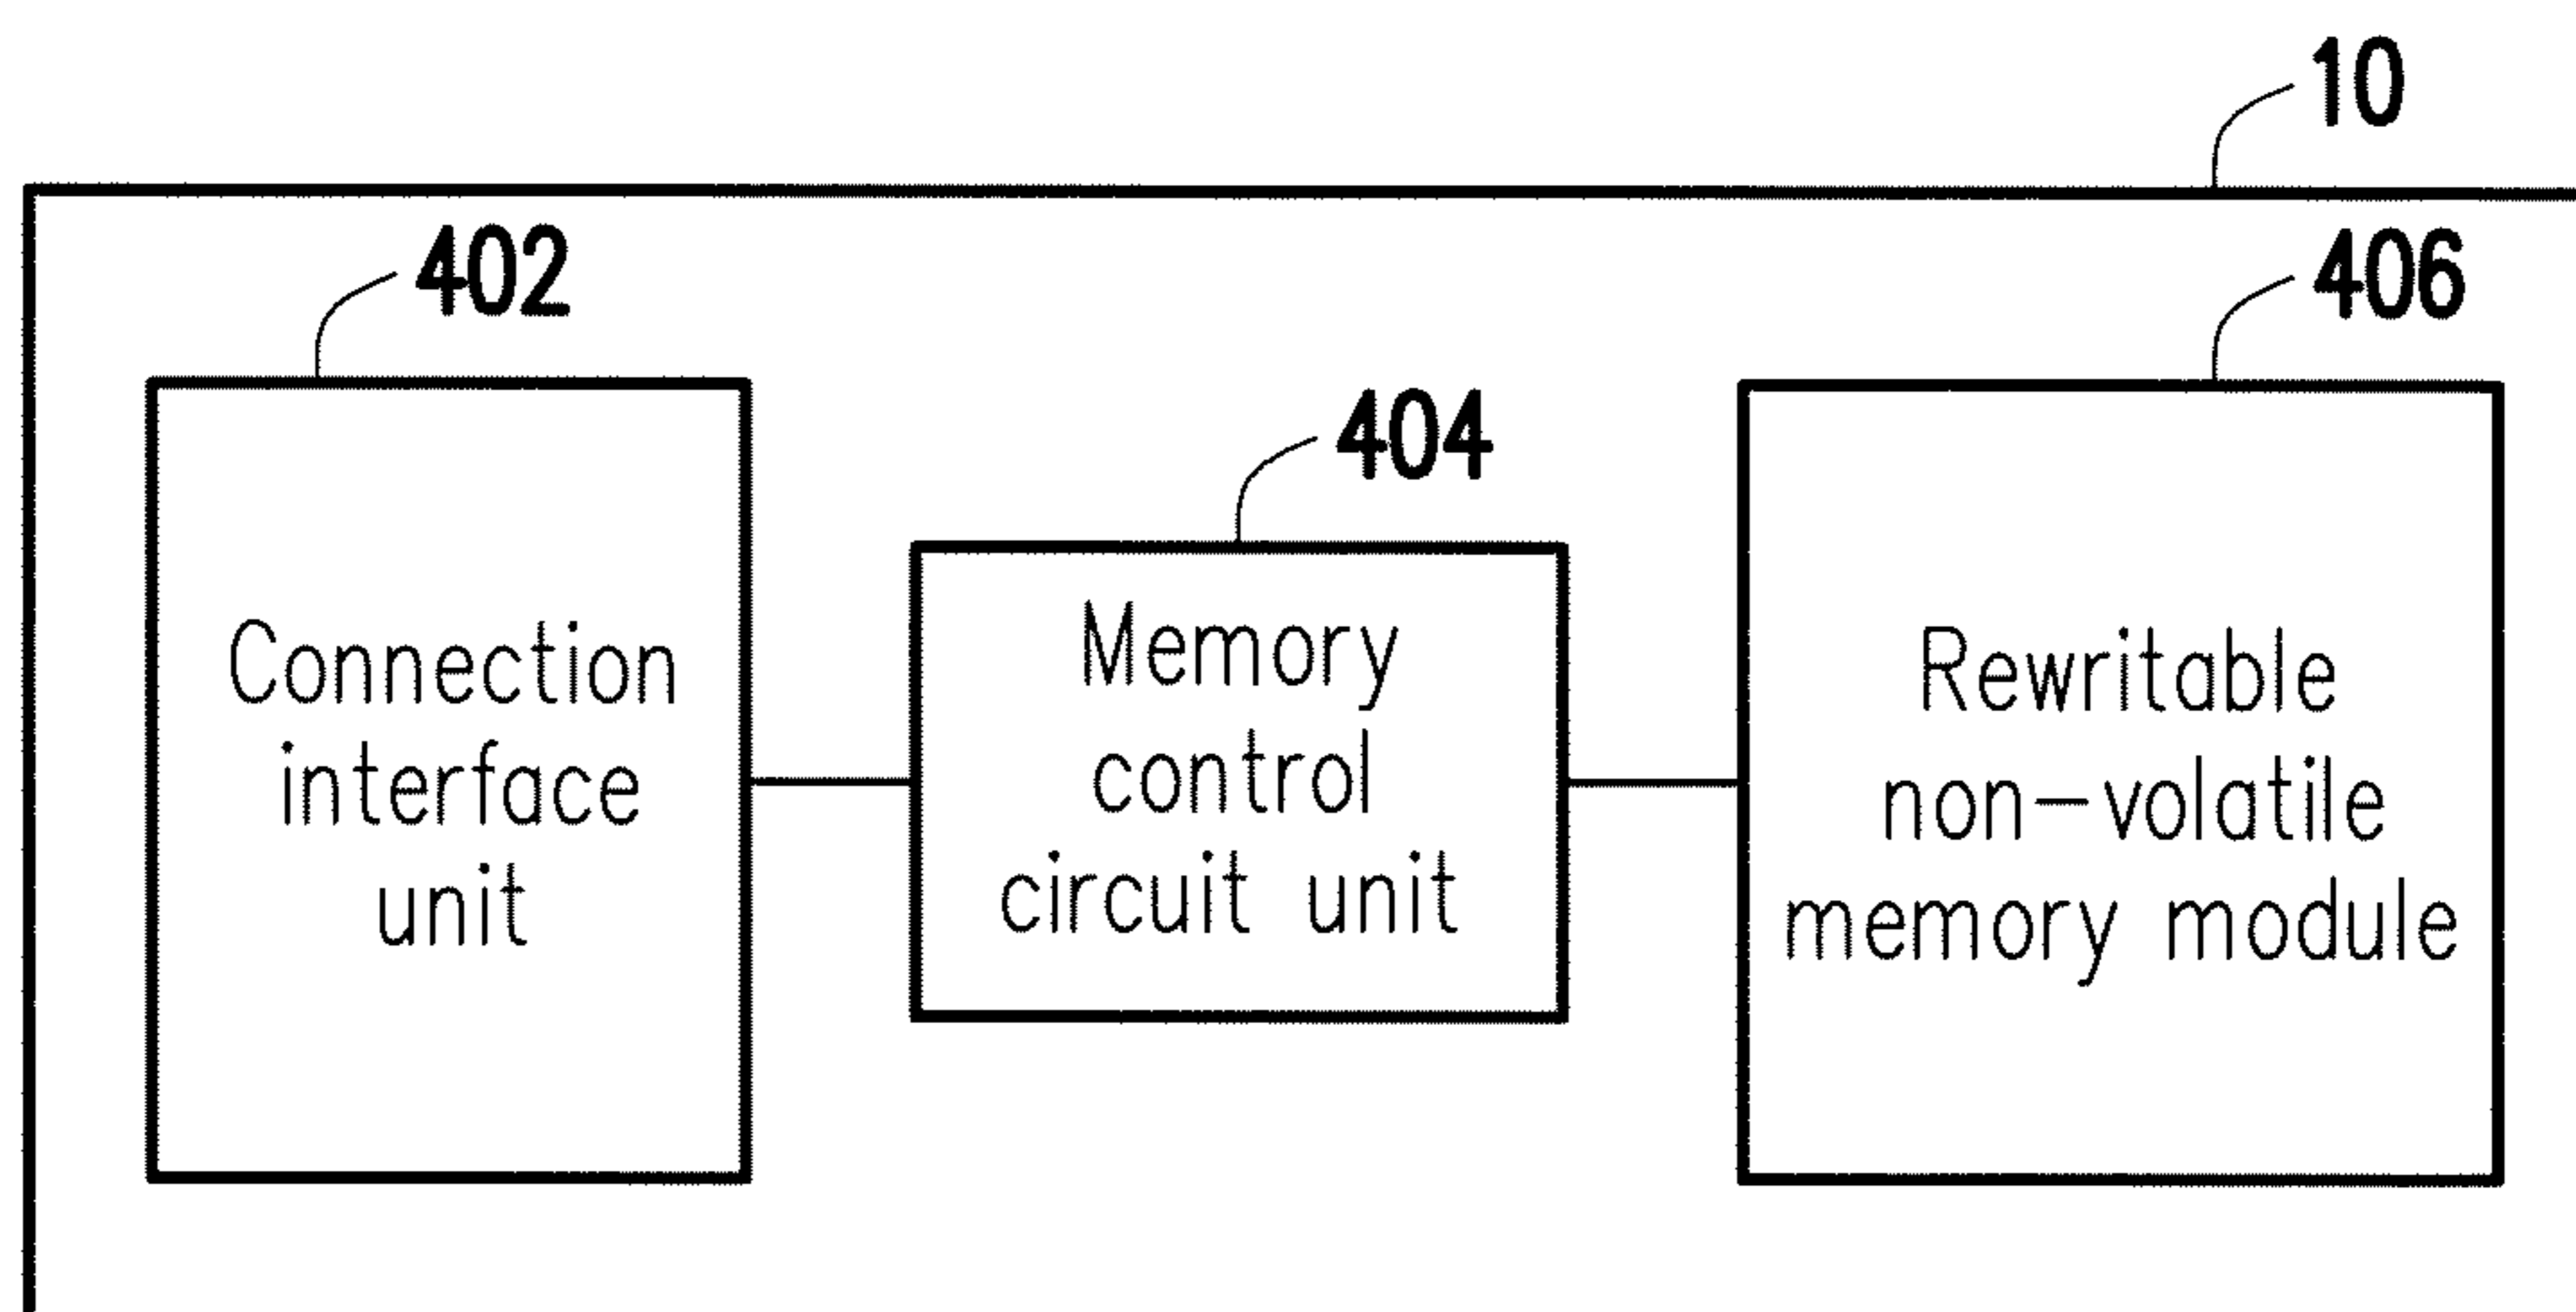 10
402
406
404
Connection
interface
unit
Memory
control
circuit unit
Rewritable
non-volatile
memory module